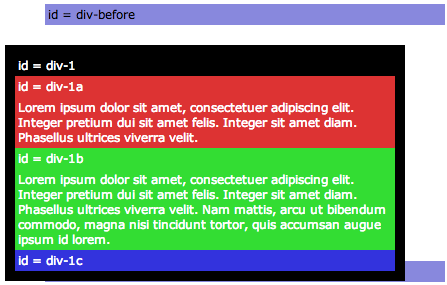 id = div-before
id = div-1
id = div-1a
Lorem ipsum dolor sit amet, consectetuer adipiscing elit.
Integer pretium dui sit amet felis. Integer sit amet diam.
Phasellus ultrices viverra velit.
id = div-1b
Lorem ipsum dolor sit amet, consectetuer adipiscing elit.
Integer pretium dui sit amet felis. Integer sit amet diam.
Phasellus ultrices viverra velit. Nam mattis, arcu ut bibendum
commodo, magna nisi tincidunt tortor, quis accumsan augue
ipsum id lorem.
id = div-1c